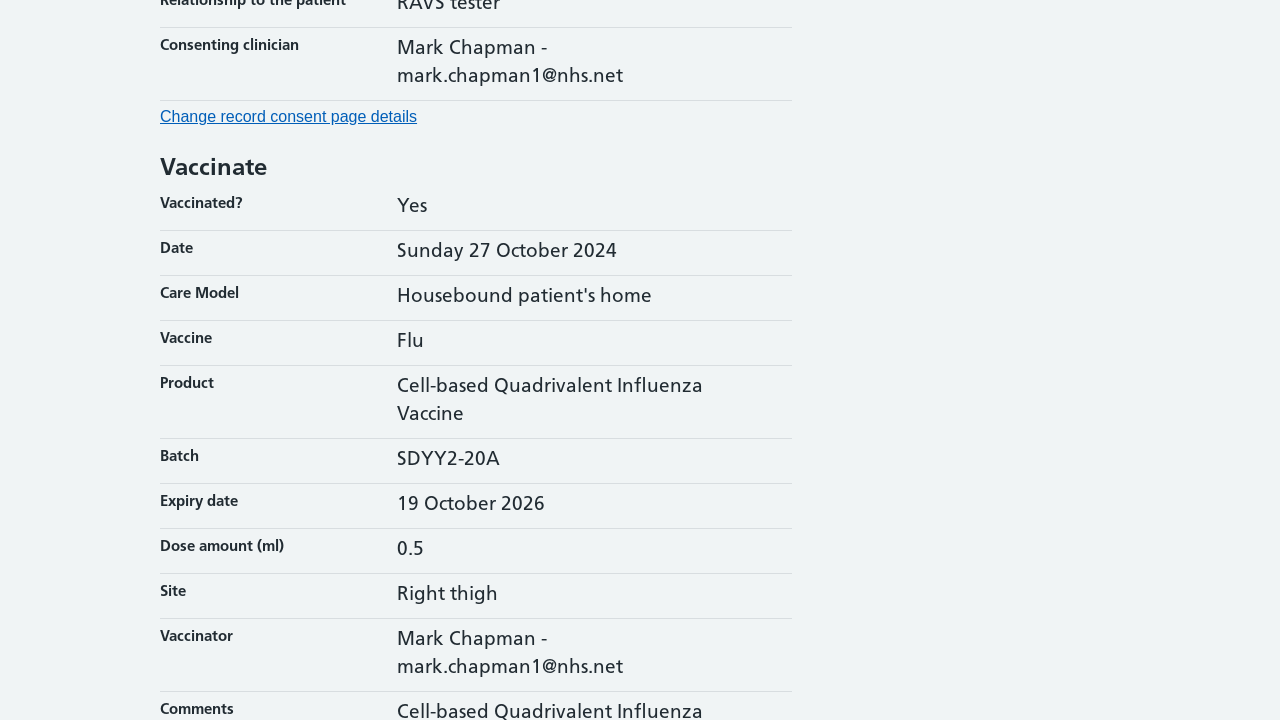 Relationship to the patient
RAVS tester
Consenting clinician
Mark Chapman -
mark.chapman1@nhs.net
Change record consent page details
Vaccinate
Vaccinated?
Yes
Date
Sunday 27 October 2024
Care Model
Housebound patient's home
Vaccine
Flu
Product
Cell-based Quadrivalent Influenza
Vaccine
Batch
SDYY2-20A
Expiry date
19 October 2026
Dose amount (ml)
0.5
Site
Right thigh
Vaccinator
Mark Chapman -
mark.chapman1@nhs.net
Comments
Cell-based Quadrivalent Influenza